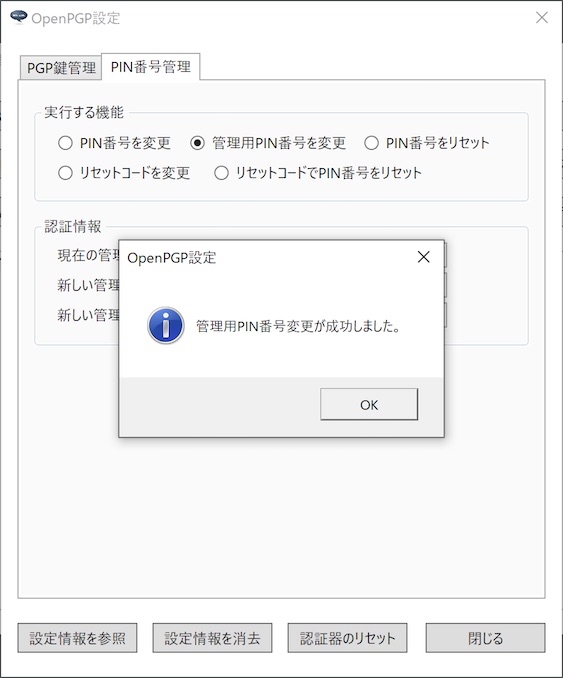 OpenPGP設定
PGP鍵管理 PIN番号管理
実行する機能
PIN番号を変更 管理用PIN番号を変更 PIN番号をリセット
リセットコードを変更 リセットコードでPIN番号をリセット
認証情報
現在の管理
新しい管理
新しい管理
OpenPGP設定
管理用PIN番号変更が成功しました。
OK
設定情報を参照 設定情報を消去 認証器のリセット 閉じる